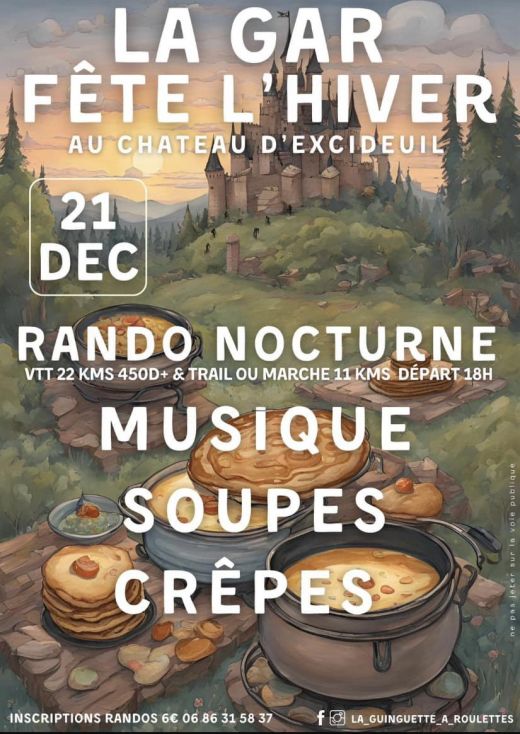 LA GAR
FÊTE L'HIVER
AU CHATEAU D'EXCIDEUIL
21
DEC
RANDO NOCTURNE
VTT 22 KMS 450D+ & TRAIL OU MARCHE 11 KMS DÉPART 18H
MUSIQUE
SOUPES
CRÊPES
ne pas jeter sur la voie publique
INSCRIPTIONS RANDOS 6€ 06 86 31 58 37
LA_GUINGUETTE_A_ROULETTES